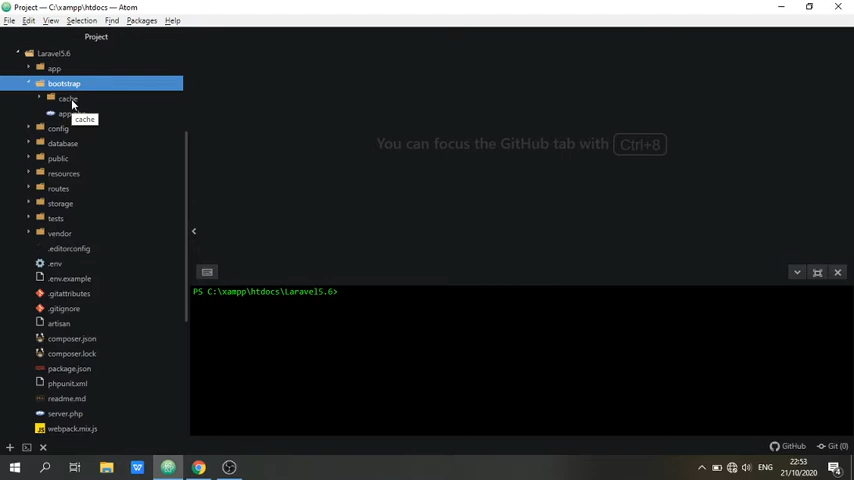 Project — C:\xampp\htdocs — Atom
File Edit View Selection Find Packages Help
Project
Laravel5.6
app
bootstrap
cache
app
cache
config
database
public
resources
routes
storage
tests
vendor
.editorconfig
.env
.env.example
.gitattributes
.gitignore
artisan
composer.json
composer.lock
package.json
phpunit.xml
readme.md
server.php
webpack.mix.js
You can focus the GitHub tab with Ctrl+8
PS C:\xampp\htdocs\Laravel5.6>
GitHub Git (0)
ENG
22:53
21/10/2020
4